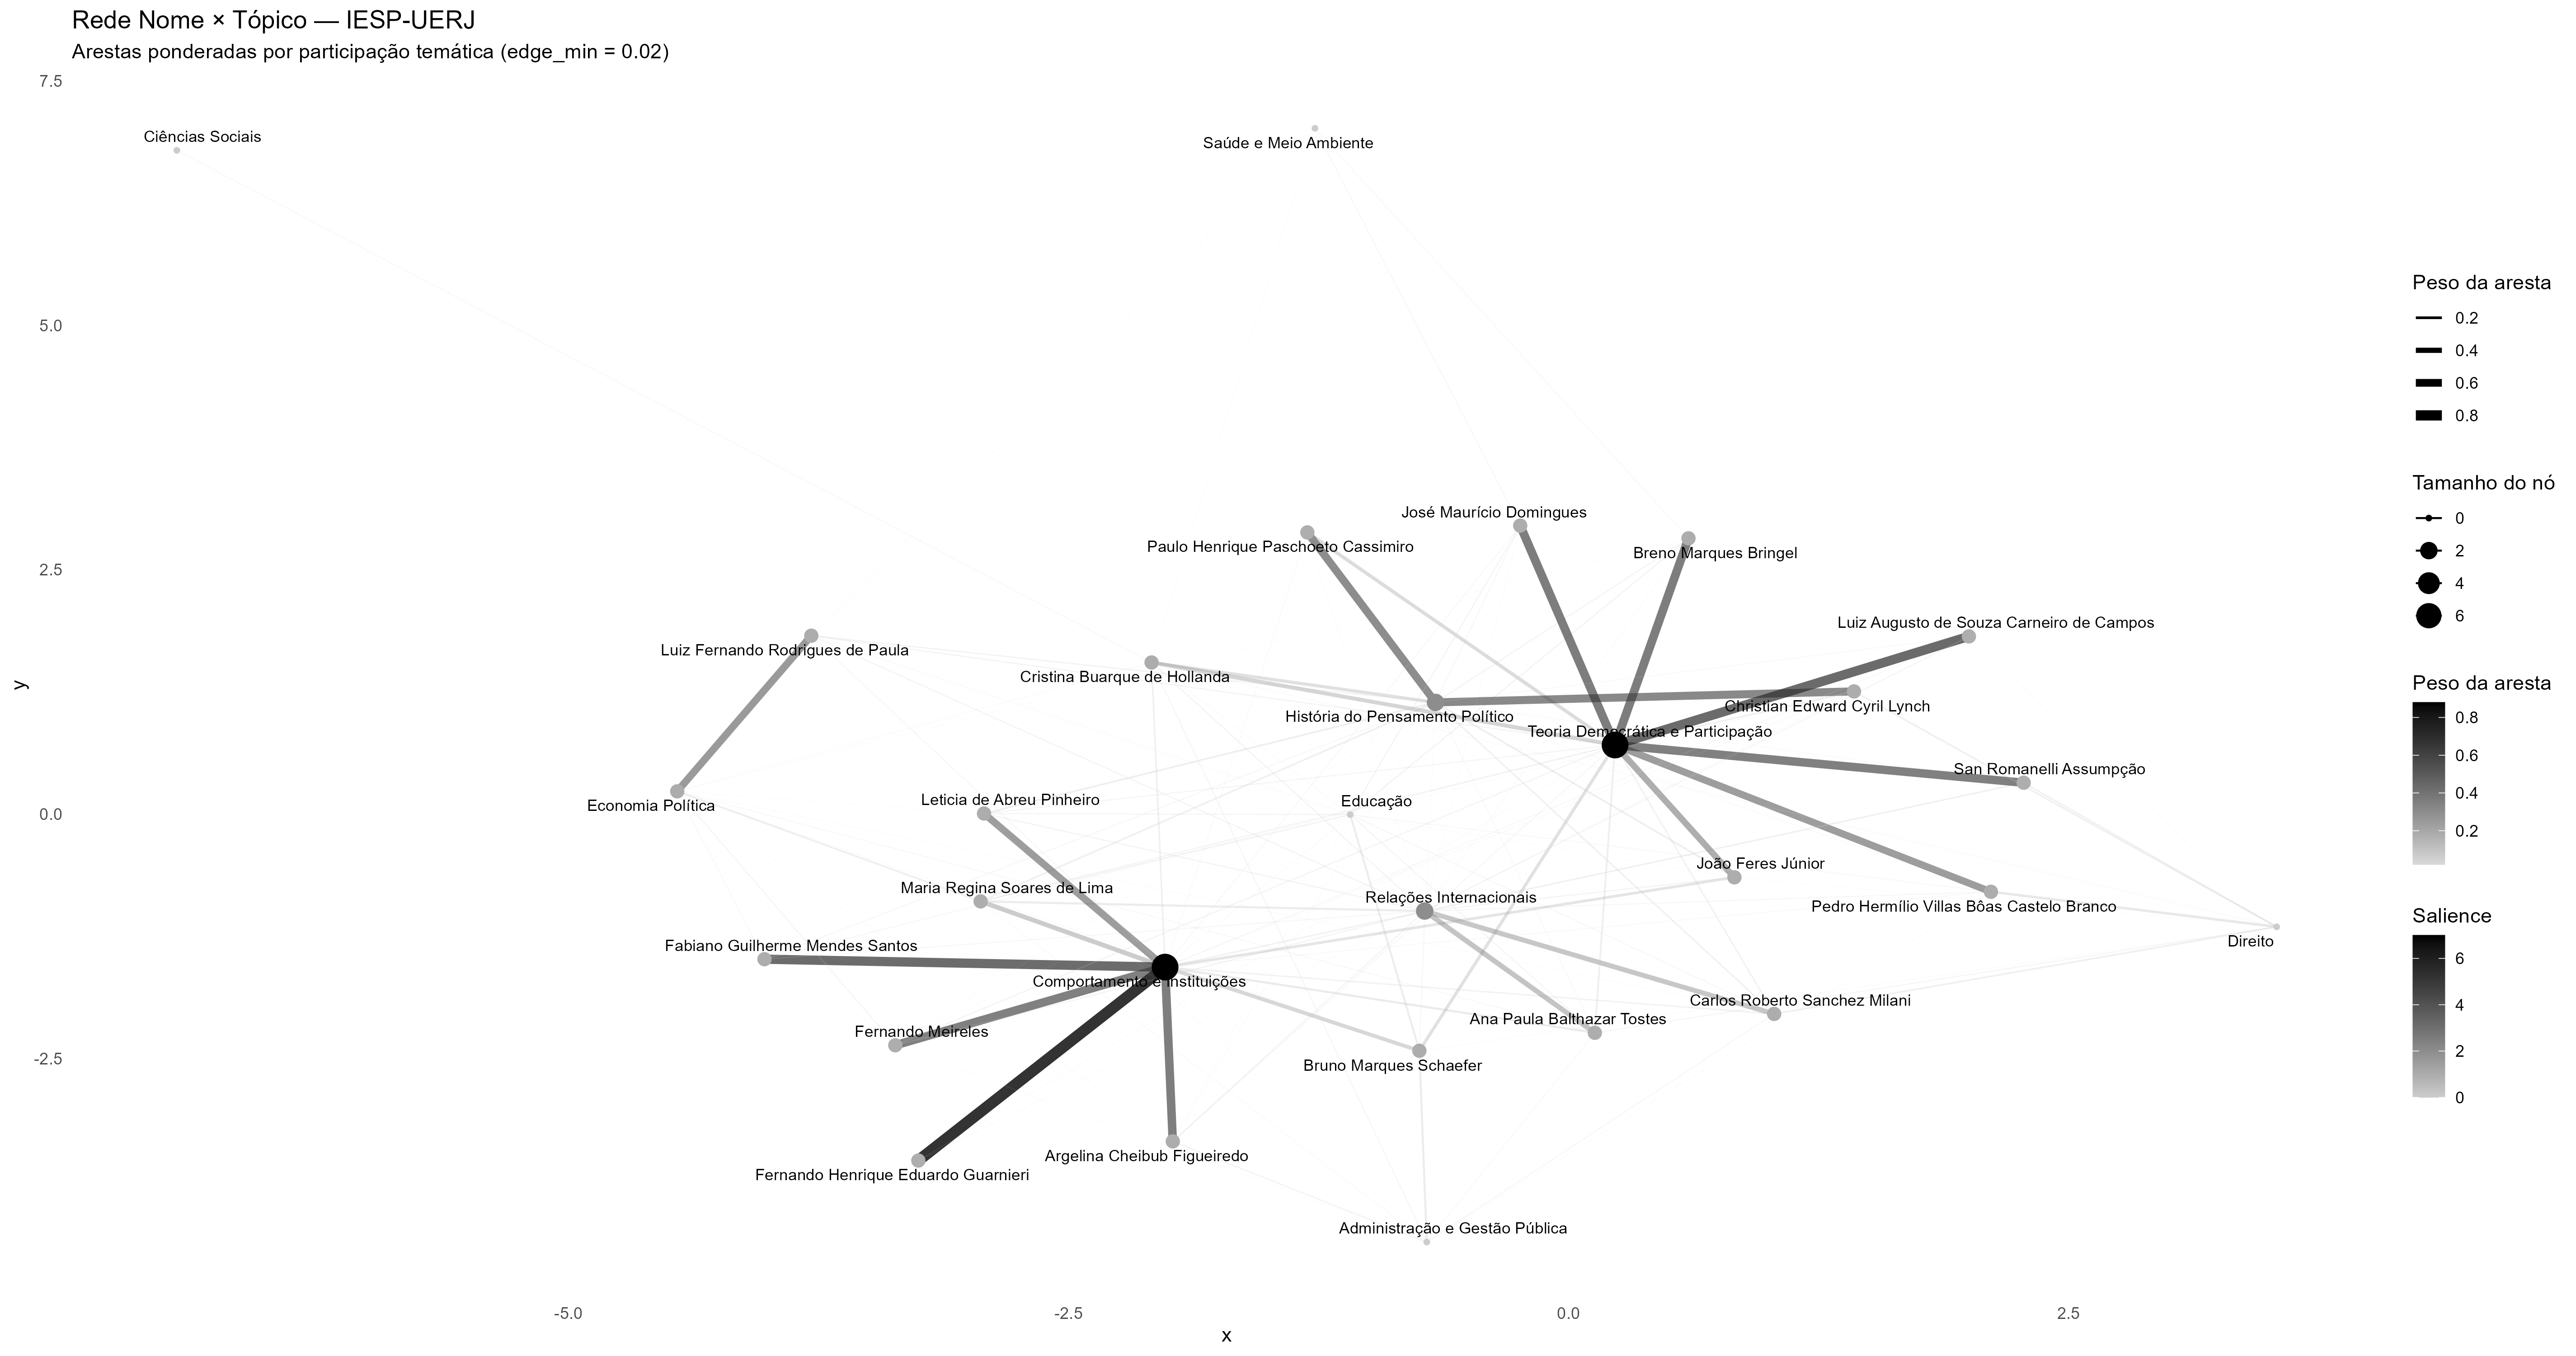 Rede Nome × Tópico — IESP-UERJ
Arestas ponderadas por participação temática (edge_min = 0.02)
7.5
Ciências Sociais
Saúde e Meio Ambiente
5.0
2.5
José Maurício Domingues
Paulo Henrique Paschoeto Cassimiro
Breno Marques Bringel
Luiz Augusto de Souza Carneiro de Campos
Luiz Fernando Rodrigues de Paula
Cristina Buarque de Hollanda
Christian Edward Cyril Lynch
História do Pensamento Político
Teoria Democrática e Participação
y
San Romanelli Assumpção
Economia Política
Leticia de Abreu Pinheiro
Educação
0.0
João Feres Júnior
Maria Regina Soares de Lima
Relações Internacionais
Pedro Hermílio Villas Bôas Castelo Branco
Direito
Fabiano Guilherme Mendes Santos
Comportamento e Instituições
Carlos Roberto Sanchez Milani
Ana Paula Balthazar Tostes
Fernando Meireles
-2.5
Bruno Marques Schaefer
Argelina Cheibub Figueiredo
Fernando Henrique Eduardo Guarnieri
Administração e Gestão Pública
-5.0
-2.5
0.0
2.5
x
Peso da aresta
0.2
0.4
0.6
0.8
Tamanho do nó
0
2
4
6
Peso da aresta
0.8
0.6
0.4
0.2
Salience
6
4
2
0